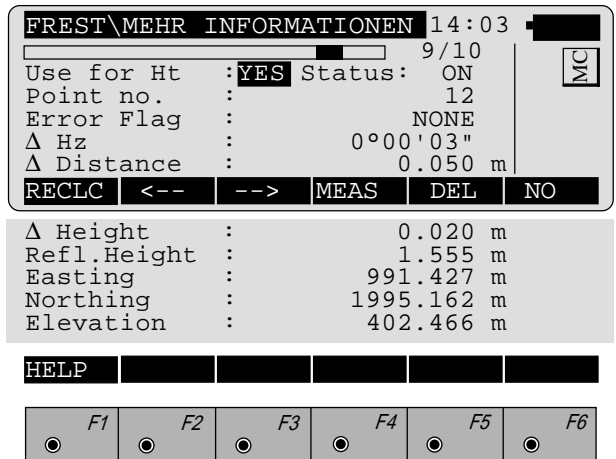 FREST\MEHR INFORMATIONEN 14:03
9/10
MC
Use for Ht :YES Status: ON
Point no. : 12
Error Flag : NONE
Δ Hz : 0°00'03"
Δ Distance : 0.050 m
RECLC <-- --> MEAS DEL NO
Δ Height : 0.020 m
Refl.Height : 1.555 m
Easting : 991.427 m
Northing : 1995.162 m
Elevation : 402.466 m
HELP
F1 F2 F3 F4 F5 F6